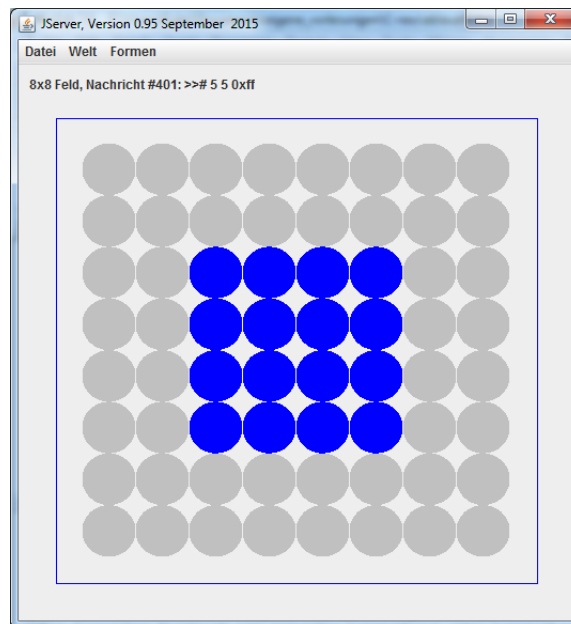 JServer, Version 0.95 September 2015
Datei Welt Formen
8x8 Feld, Nachricht #401: >># 5 5 0xff